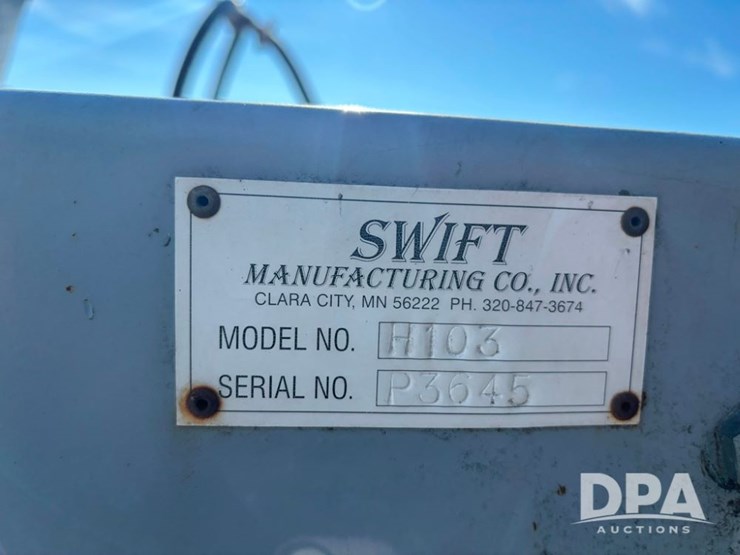 SWIFT
MANUFACTURING CO., INC.
CLARA CITY, MN 56222 PH. 320-847-3674
MODEL NO. H103
SERIAL NO. P3645
DPA
AUCTIONS